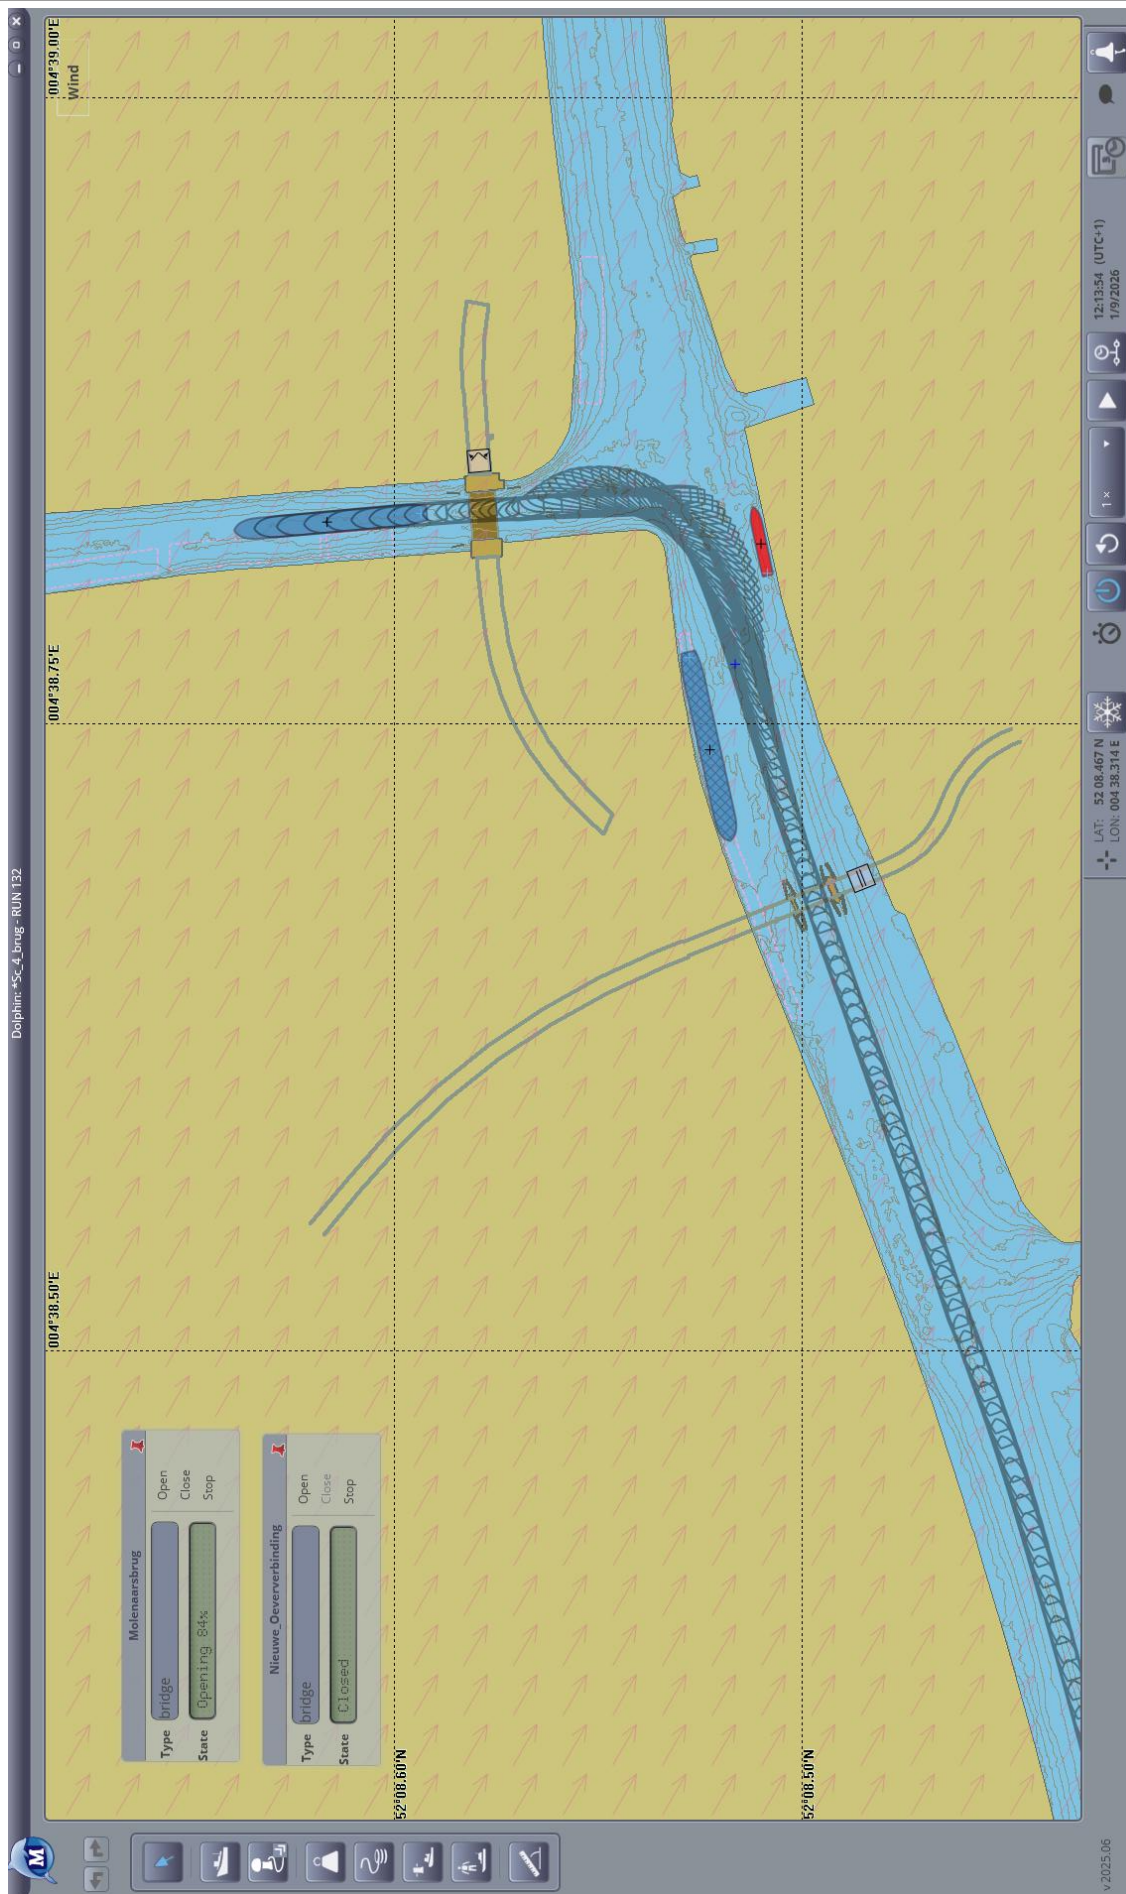 Dolphin: *Sc_4_brug - RUN 132
Molenaarsbrug
Type bridge
State Opening 84%
Open
Close
Stop
Nieuwe_Oeververbinding
Type bridge
State Closed
Open
Close
Stop
004°38.50'E
004°38.75'E
004°39.00'E
Wind
52°08.60'N
52°08.50'N
v 2025.06
LAT: 52 08.467 N
LON: 004 38.314 E
1 ×
12:13:54 (UTC+1)
1/9/2026
M